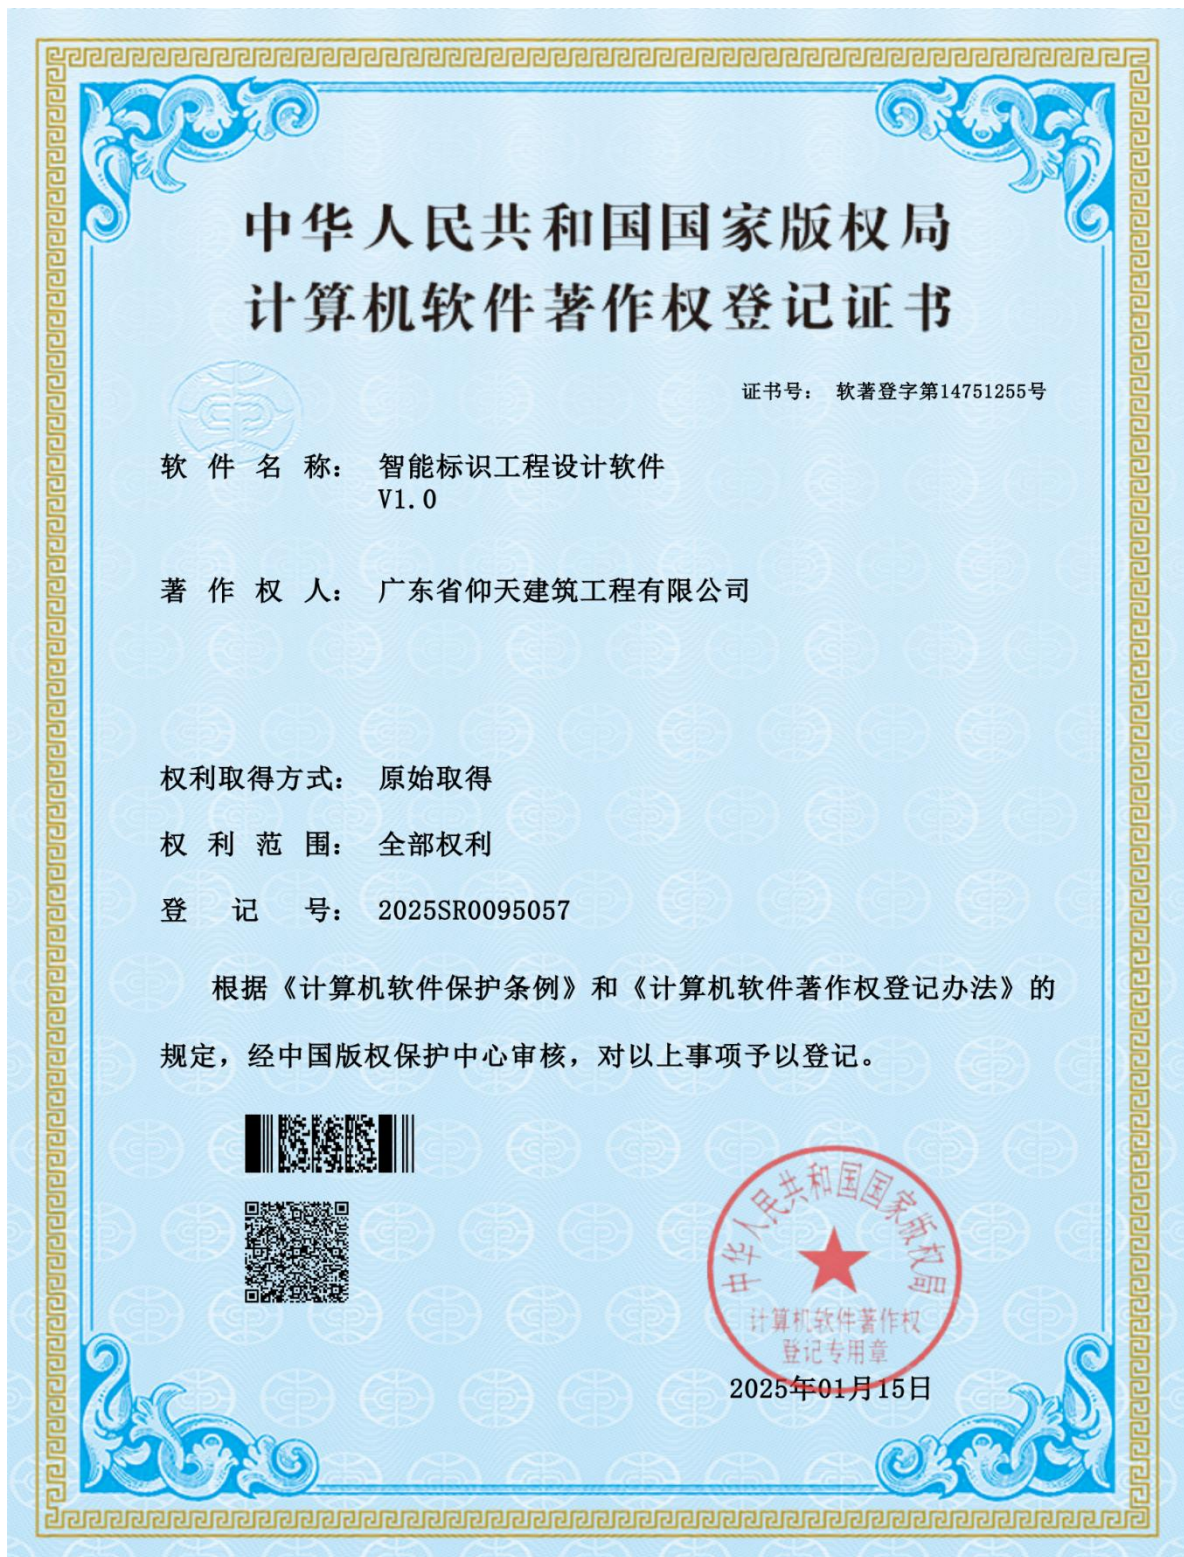 中华人民共和国国家版权局
计算机软件著作权登记证书
证书号： 软著登字第14751255号
软件名称： 智能标识工程设计软件
V1.0
著作权人： 广东省仰天建筑工程有限公司
权利取得方式： 原始取得
权利范围： 全部权利
登记号： 2025SR0095057
根据《计算机软件保护条例》和《计算机软件著作权登记办法》的
规定，经中国版权保护中心审核，对以上事项予以登记。
中华人民共和国国家版权局
计算机软件著作权
登记专用章
2025年01月15日